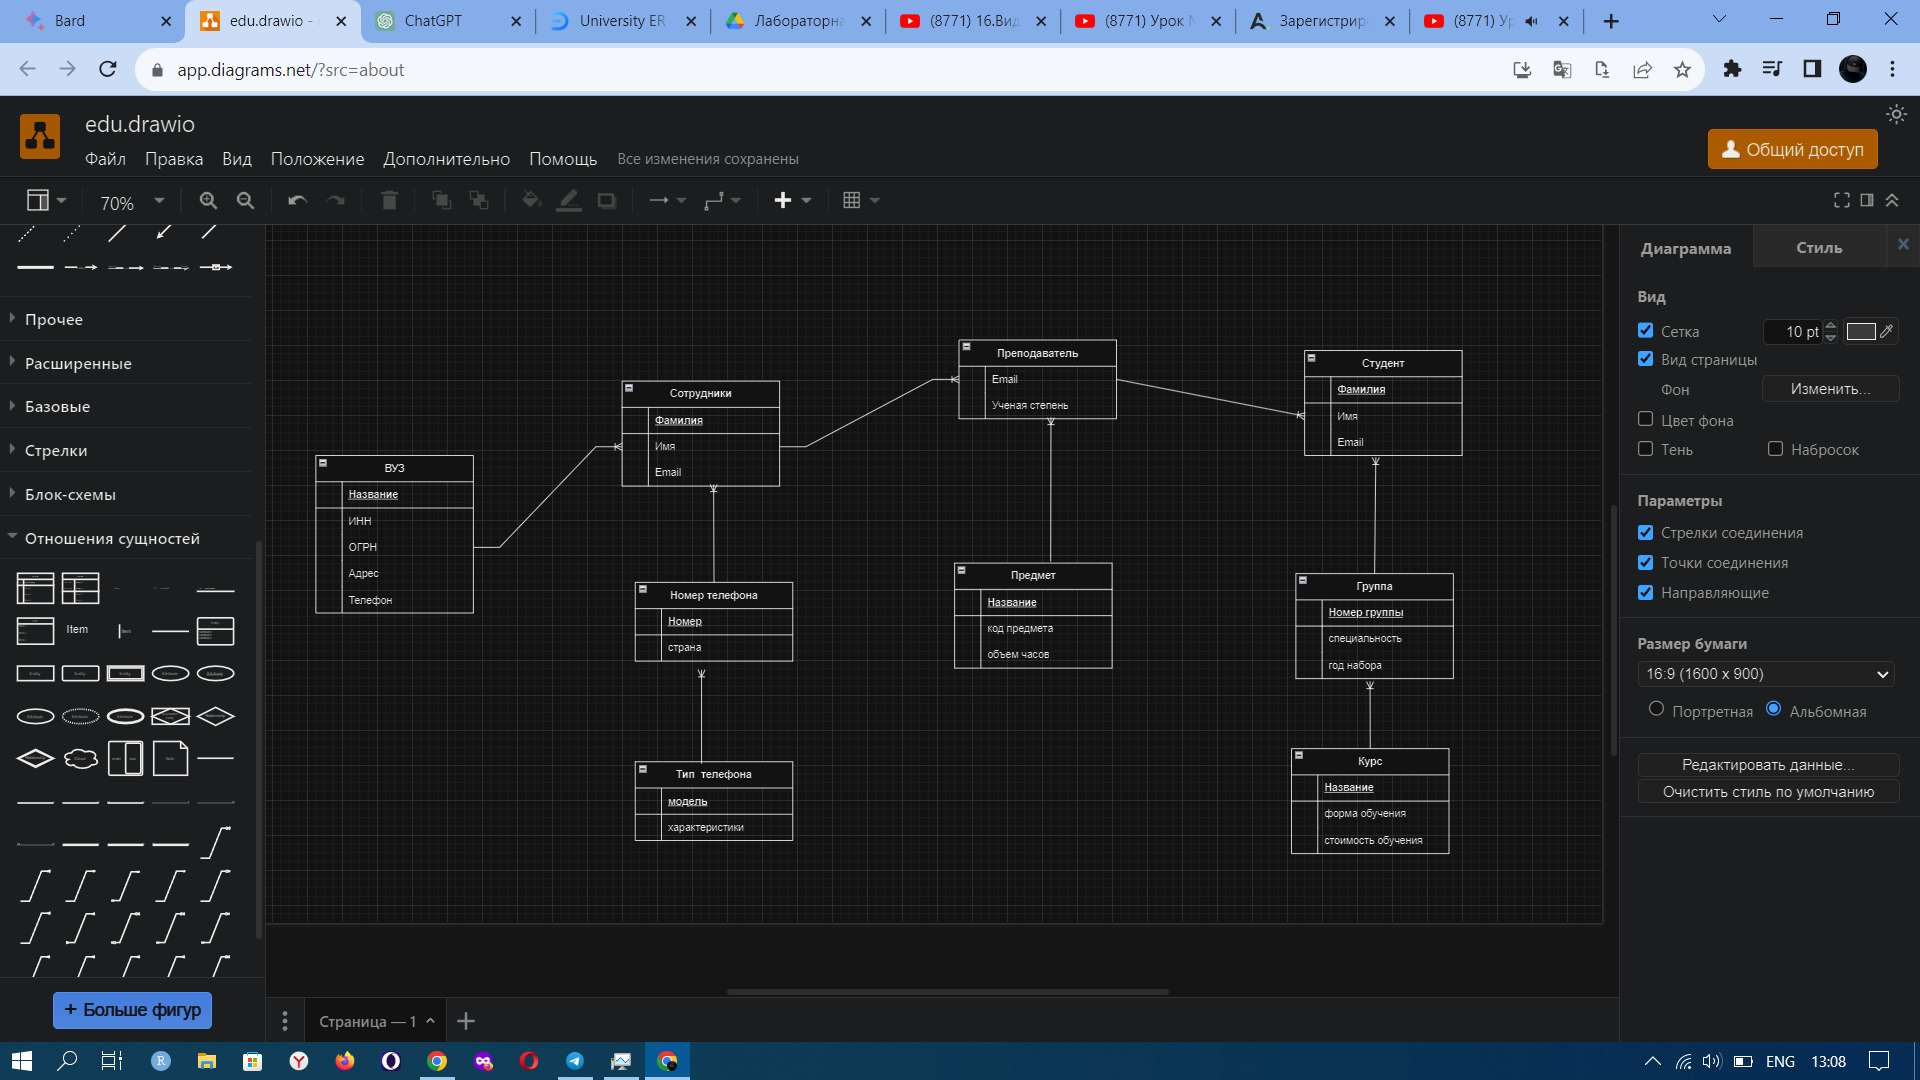 Bard
edu.drawio -
ChatGPT
University ER
Лабораторна
(8771) 16.Вид
(8771) Урок
Зарегистрир
(8771) Ур
app.diagrams.net/?src=about
edu.drawio
Файл Правка Вид Положение Дополнительно Помощь Все изменения сохранены
Общий доступ
70%
Прочее
Расширенные
Базовые
Стрелки
Блок-схемы
Отношения сущностей
Item
+ Больше фигур
ВУЗ
Название
ИНН
ОГРН
Адрес
Телефон
Сотрудники
Фамилия
Имя
Email
Номер телефона
Номер
страна
Тип телефона
модель
характеристики
Преподаватель
Email
Ученая степень
Предмет
Название
код предмета
объем часов
Студент
Фамилия
Имя
Email
Группа
Номер группы
специальность
год набора
Курс
Название
форма обучения
стоимость обучения
Диаграмма Стиль
Вид
Сетка 10 pt
Вид страницы
Фон Изменить...
Цвет фона
Тень Набросок
Параметры
Стрелки соединения
Точки соединения
Направляющие
Размер бумаги
16:9 (1600 x 900)
Портретная Альбомная
Редактировать данные...
Очистить стиль по умолчанию
Страница — 1
ENG 13:08